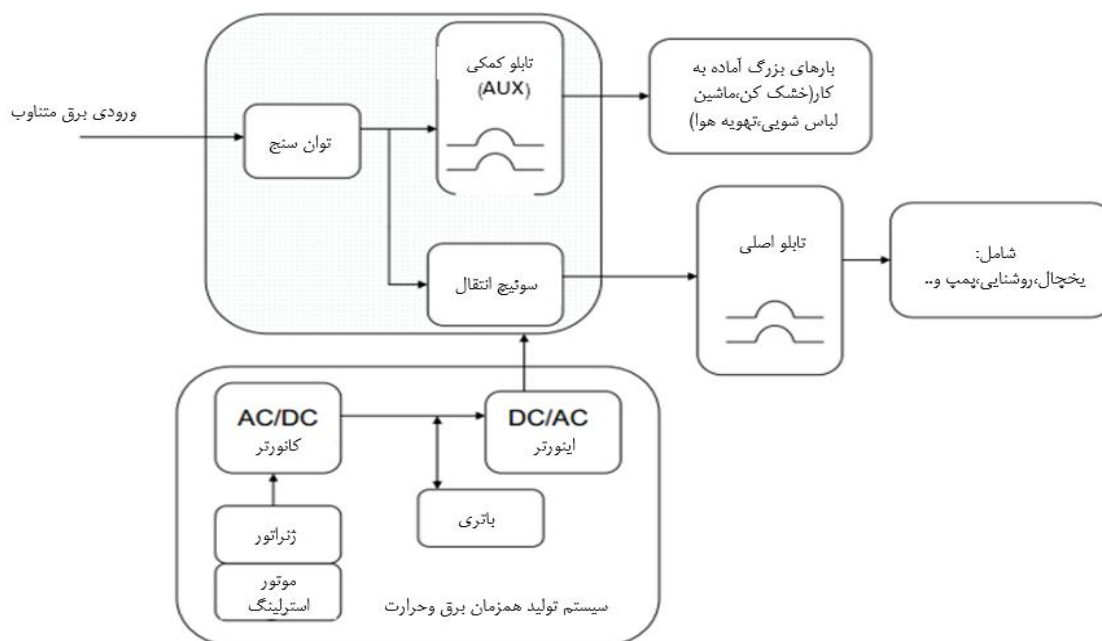 تابلو کمکی
(AUX)
بارهای بزرگ آماده به
کار(خشک کن،ماشین
لباس شویی،تهویه هوا)
ورودی برق متناوب
توان سنج
تابلو اصلی
شامل:
یخچال،روشنایی،پمپ و..
سوئیچ انتقال
AC/DC
کانورتر
DC/AC
اینورتر
باتری
ژنراتور
موتور
استرلینگ
سیستم تولید همزمان برق وحرارت